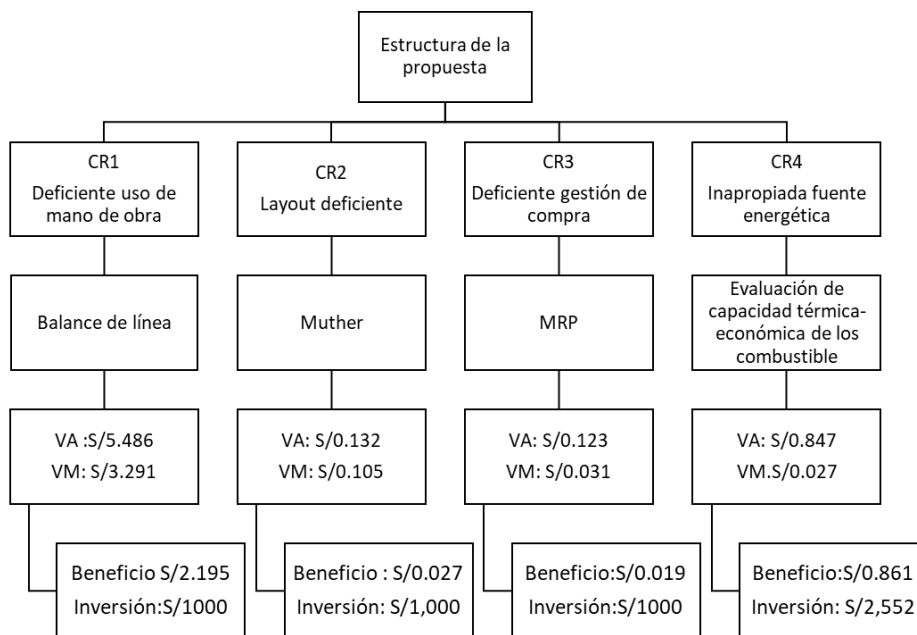 Estructura de la
propuesta
CR1
Deficiente uso de
mano de obra
CR2
Layout deficiente
CR3
Deficiente gestión de
compra
CR4
Inapropiada fuente
energética
Balance de línea
Muther
MRP
Evaluación de
capacidad térmica-
económica de los
combustible
VA :S/5.486
VM: S/3.291
VA: S/0.132
VM: S/0.105
VA: S/0.123
VM: S/0.031
VA: S/0.847
VM.S/0.027
Beneficio S/2.195
Inversión:S/1000
Beneficio : S/0.027
Inversión: S/1,000
Beneficio:S/0.019
Inversión:S/1000
Beneficio:S/0.861
Inversión: S/2,552